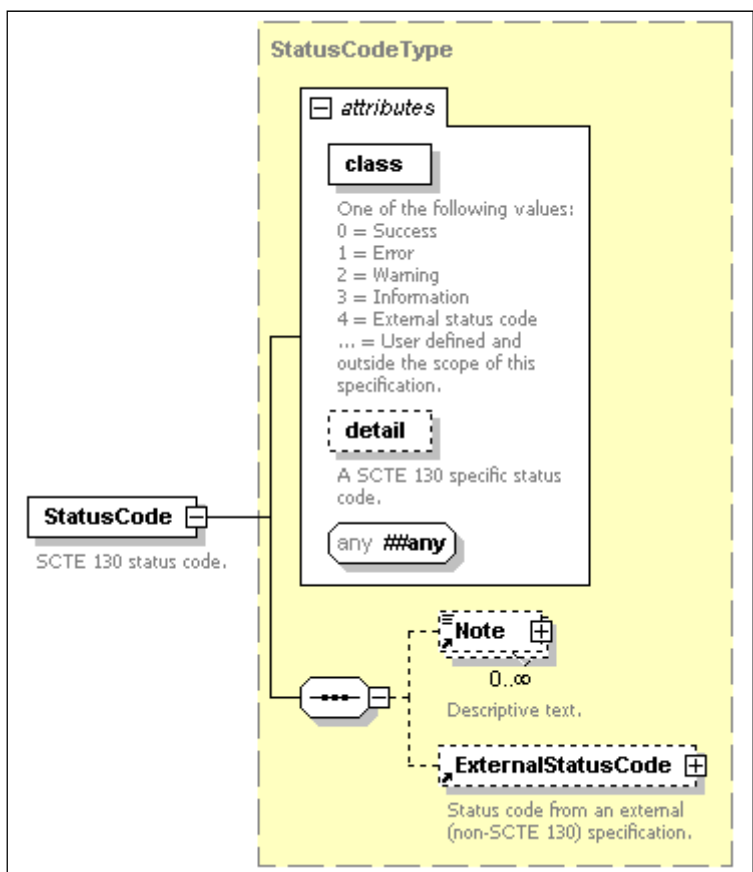 StatusCodeType
attributes
class
One of the following values:
0 = Success
1 = Error
2 = Warning
3 = Information
4 = External status code
... = User defined and
outside the scope of this
specification.
detail
A SCTE 130 specific status
code.
any ##any
StatusCode
SCTE 130 status code.
Note
0..∞
Descriptive text.
ExternalStatusCode
Status code from an external
(non-SCTE 130) specification.